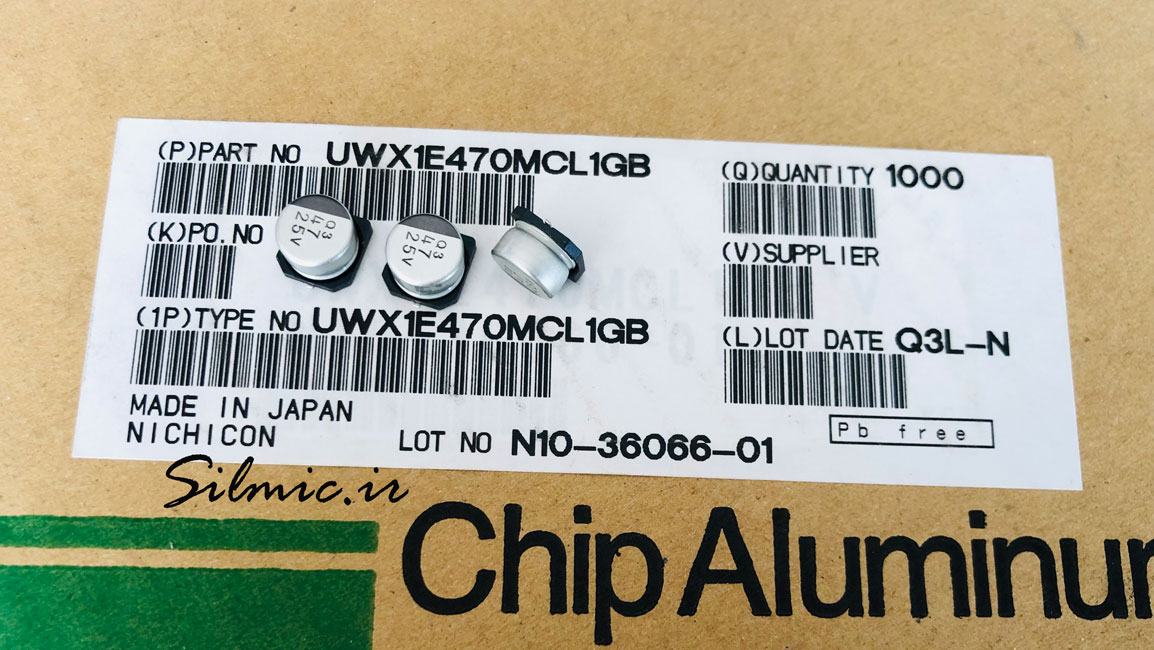 (P)PART NO UWX1E470MCL1GB
(Q)QUANTITY 1000
(K)PO.NO
Q3
47
25V
Q3
47
25V
(V)SUPPLIER
(1P)TYPE NO UWX1E470MCL1GB
(L)LOT DATE Q3L-N
MADE IN JAPAN
NICHICON
LOT NO N10-36066-01
Pb free
Silmic.ir
Chip Aluminu